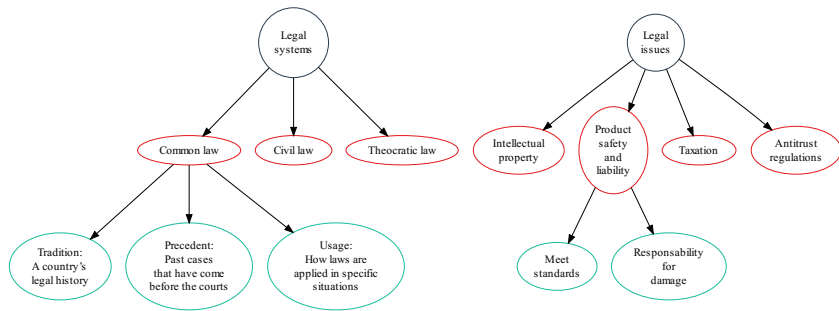 Legal
systems
Legal
issues
Common law
Civil law
Theocratic law
Intellectual
property
Product
safety
and
liability
Taxation
Antitrust
regulations
Tradition:
A country's
legal history
Precedent:
Past cases
that have come
before the courts
Usage:
How laws are
applied in specific
situations
Meet
standards
Responsability
for
damage